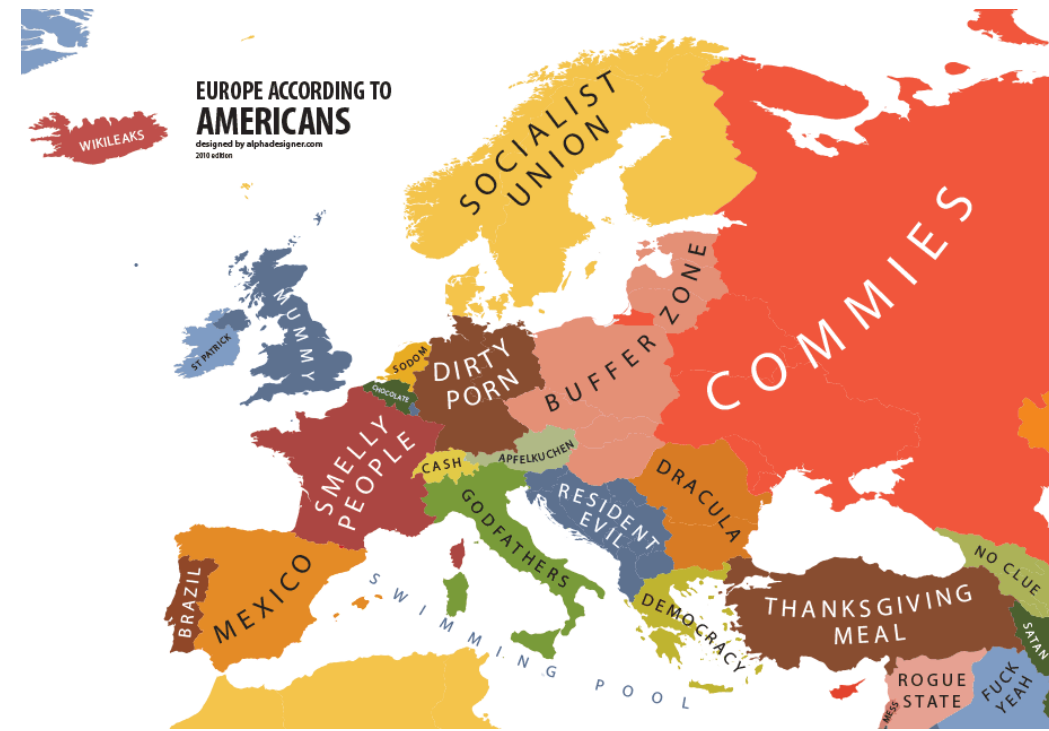 EUROPE ACCORDING TO
AMERICANS
designed by alphadesigner.com
2010 edition
WIKILEAKS
SOCIALIST
UNION
COMMIES
MUMMY
ST PATRICK
SODOM
CHOCOLATE
DIRTY
PORN
BUFFER ZONE
SMELLY
PEOPLE
CASH
APFELKUCHEN
GODFATHERS
RESIDENT
EVIL
DRACULA
BRAZIL
MEXICO
SWIMMING POOL
DEMOCRACY
THANKSGIVING
MEAL
NO CLUE
SATAN
ROGUE
STATE
MESS
FUCK
YEAH